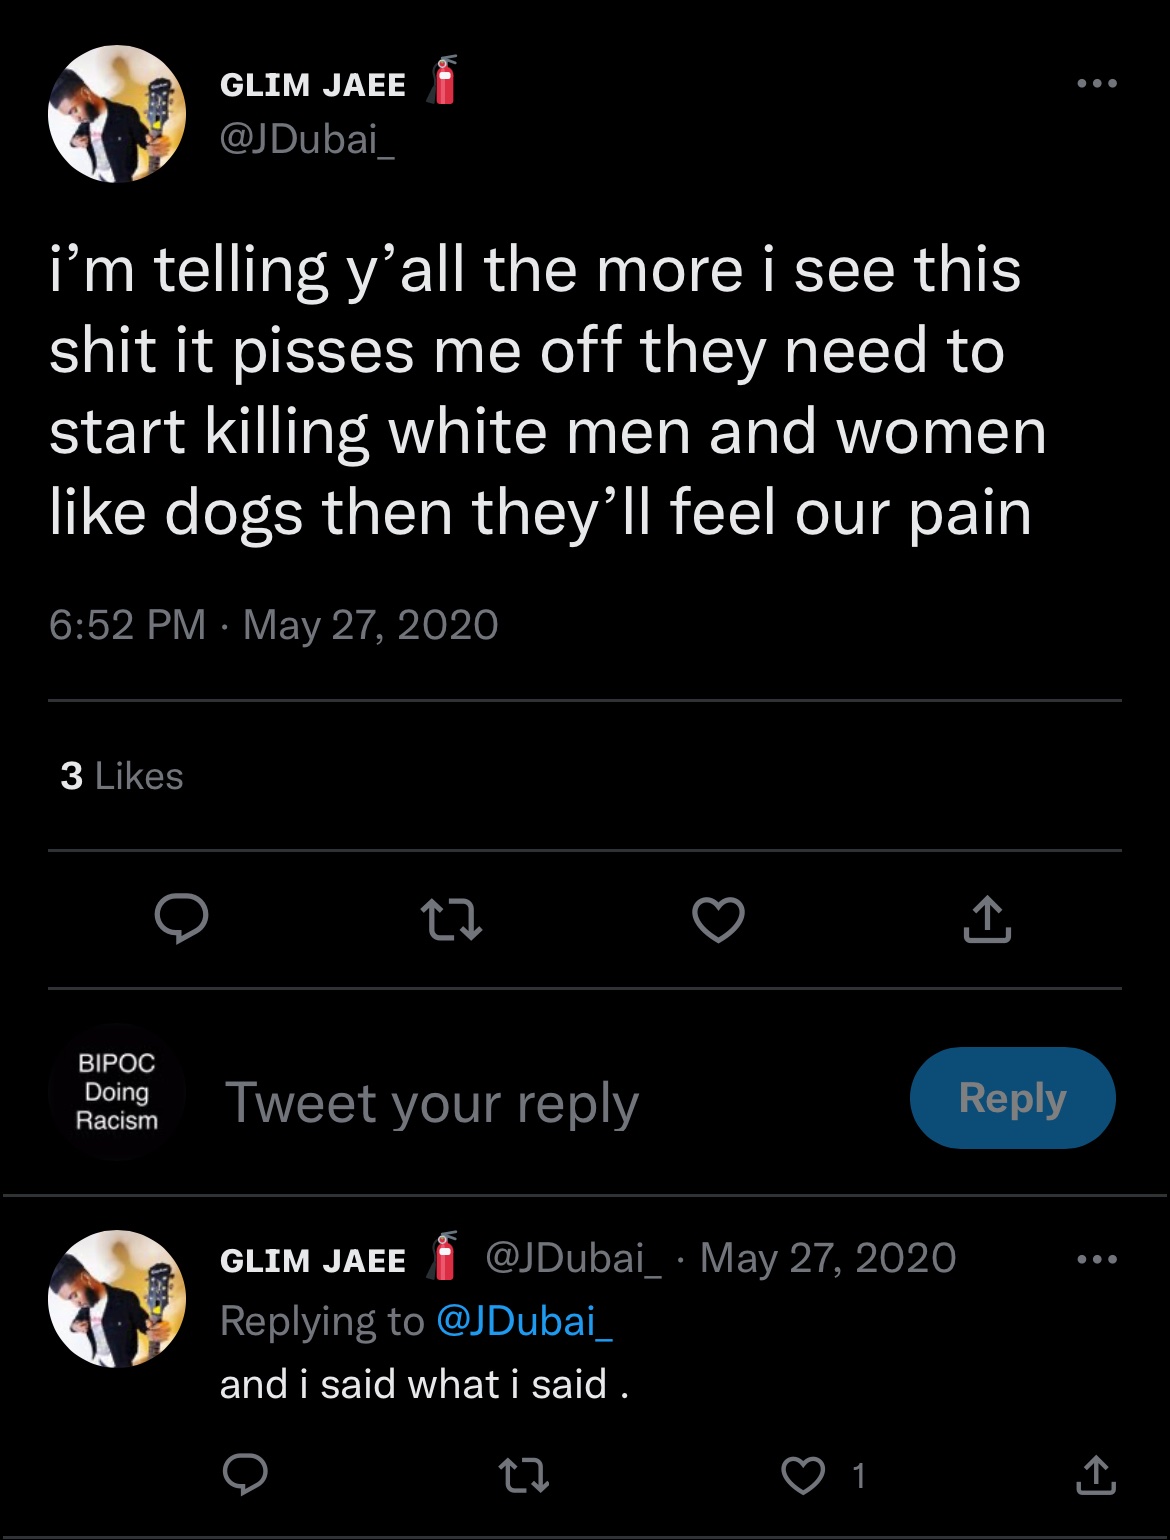 GLIM JAEE 🧯
@JDubai_
i’m telling y’all the more i see this
shit it pisses me off they need to
start killing white men and women
like dogs then they’ll feel our pain
6:52 PM · May 27, 2020
3 Likes
BIPOC
Doing
Racism
Tweet your reply
Reply
GLIM JAEE 🧯 @JDubai_ · May 27, 2020
Replying to @JDubai_
and i said what i said .
1